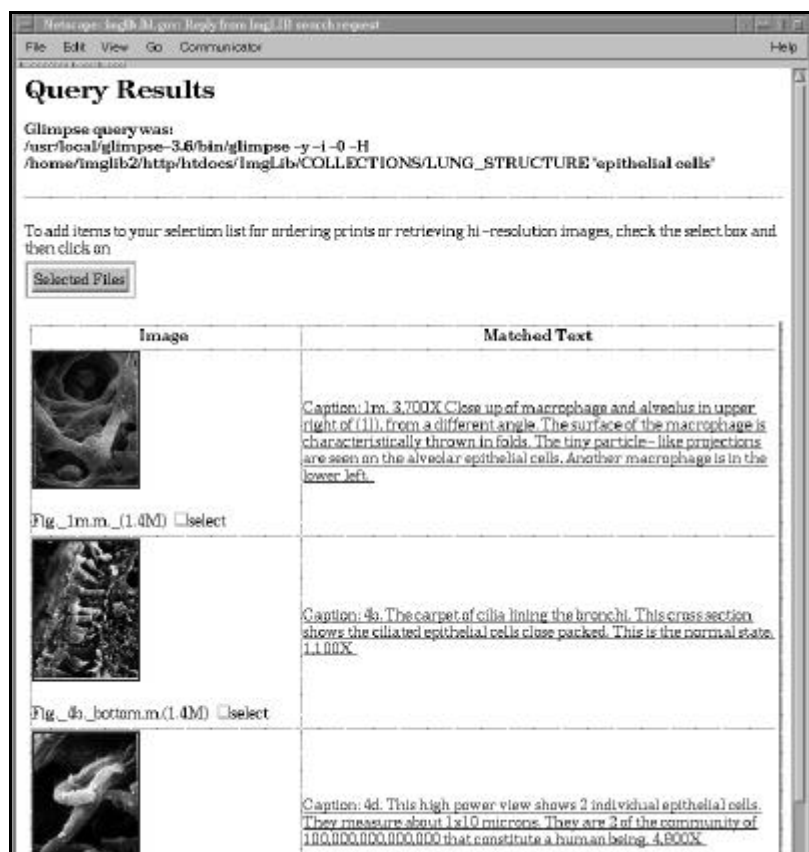 Netscape: imglib.lbl.gov: Reply from ImgLIB search request
File Edit View Go Communicator Help
Query Results
Glimpse query was:
/usr/local/glimpse-3.6/bin/glimpse -y -i -0 -H
/home/imglib2/http/htdocs/ImgLib/COLLECTIONS/LUNG_STRUCTURE "epithelial cells"
To add items to your selection list for ordering prints or retrieving hi-resolution images, check the select box and
then click on
Selected Files
Image Matched Text
Caption: 1m. 3,700X Close up of macrophage and alveolus in upper
right of (1l), from a different angle. The surface of the macrophage is
characteristically thrown in folds. The tiny particle-like projections
are seen on the alveolar epithelial cells. Another macrophage is in the
lower left.
Fig._1m.m._(1.4M) select
Caption: 4b. The carpet of cilia lining the bronchi. This cross section
shows the ciliated epithelial cells close packed. This is the normal state.
1,100X
Fig._4b._bottom.m.(1.4M) select
Caption: 4d. This high power view shows 2 individual epithelial cells.
They measure about 1x10 microns. They are 2 of the community of
100,000,000,000,000 that constitute a human being. 4,800X